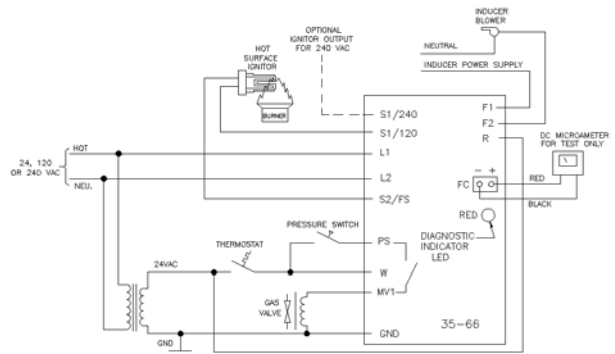 OPTIONAL
IGNITOR OUTPUT
FOR 240 VAC
INDUCER
BLOWER
HOT
SURFACE
IGNITOR
NEUTRAL
INDUCER POWER SUPPLY
BURNER
S1/240
S1/120
L1
L2
S2/FS
F1
F2
R
DC MICROAMETER
FOR TEST ONLY
HOT
24, 120
OR 240 VAC
NEU.
- +
FC
RED
BLACK
RED
DIAGNOSTIC
INDICATOR
LED
PRESSURE SWITCH
PS
THERMOSTAT
24VAC
W
MV1
GAS
VALVE
GND
GND
35-66